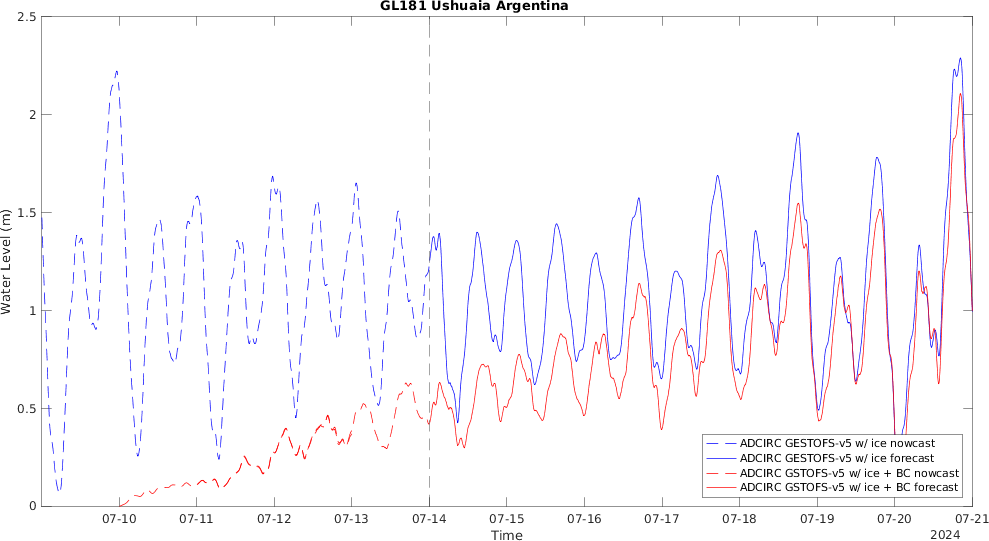 GL181 Ushuaia Argentina
2.5
2
1.5
1
0.5
0
Water Level (m)
07-10 07-11 07-12 07-13 07-14 07-15 07-16 07-17 07-18 07-19 07-20 07-21
Time
2024
ADCIRC GESTOFS-v5 w/ ice nowcast
ADCIRC GESTOFS-v5 w/ ice forecast
ADCIRC GSTOFS-v5 w/ ice + BC nowcast
ADCIRC GSTOFS-v5 w/ ice + BC forecast